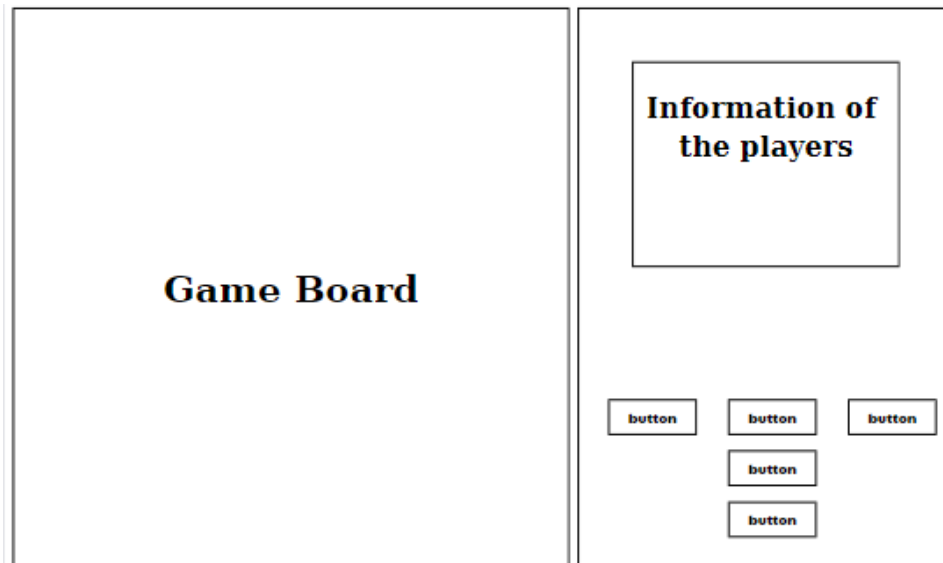 Game Board
Information of
the players
button
button
button
button
button